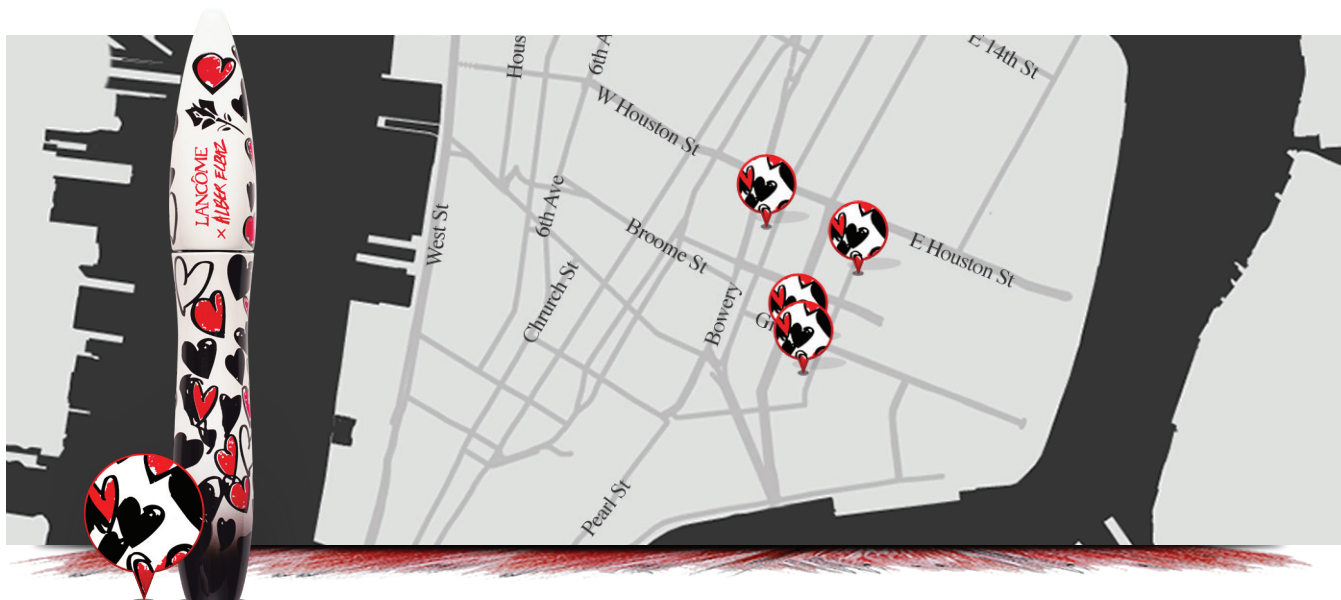 LANCÔME
× ALBER ELBAZ
Hous
6th A
E 14th St
W Houston St
6th Ave
West St
Broome St
E Houston St
Chrurch St
Bowery
Pearl St